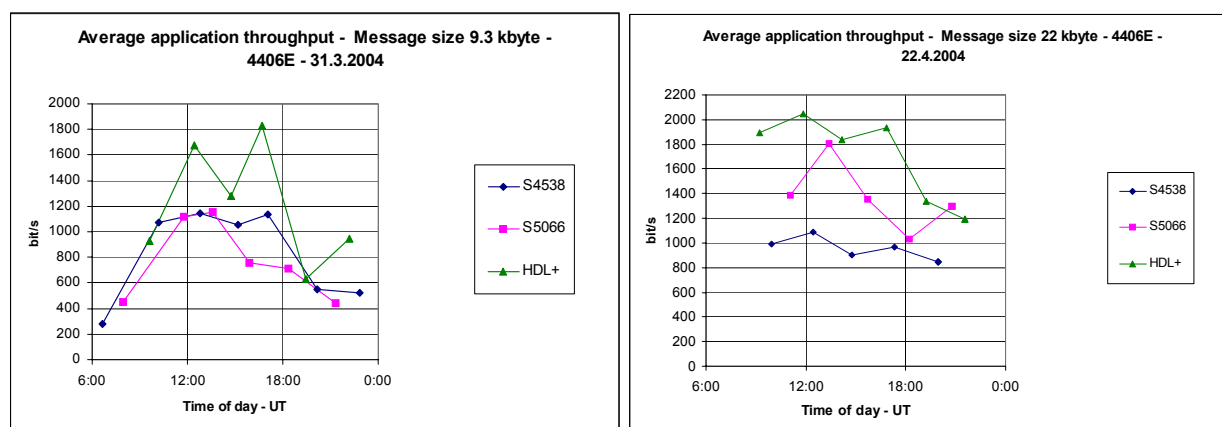 Average application throughput - Message size 9.3 kbyte -
4406E - 31.3.2004
2000
1800
1600
1400
1200
1000
800
600
400
200
0
bit/s
6:00 12:00 18:00 0:00
Time of day - UT
S4538
S5066
HDL+
Average application throughput - Message size 22 kbyte - 4406E -
22.4.2004
2200
2000
1800
1600
1400
1200
1000
800
600
400
200
0
bit/s
6:00 12:00 18:00 0:00
Time of day - UT
S4538
S5066
HDL+